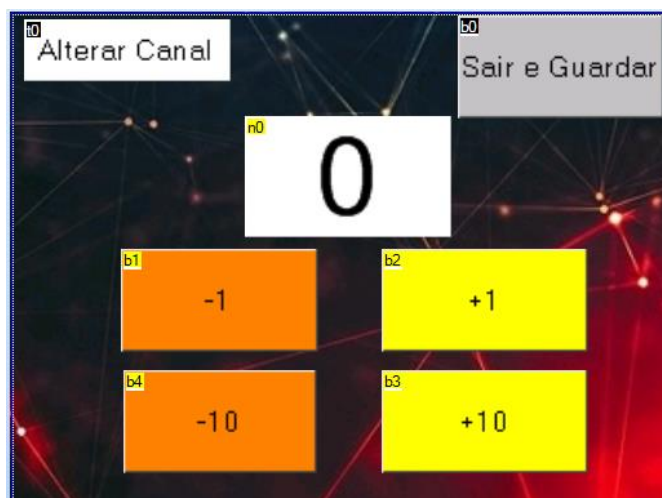 t0
Alterar Canal
b0
Sair e Guardar
n0
0
b1
-1
b2
+1
b4
-10
b3
+10